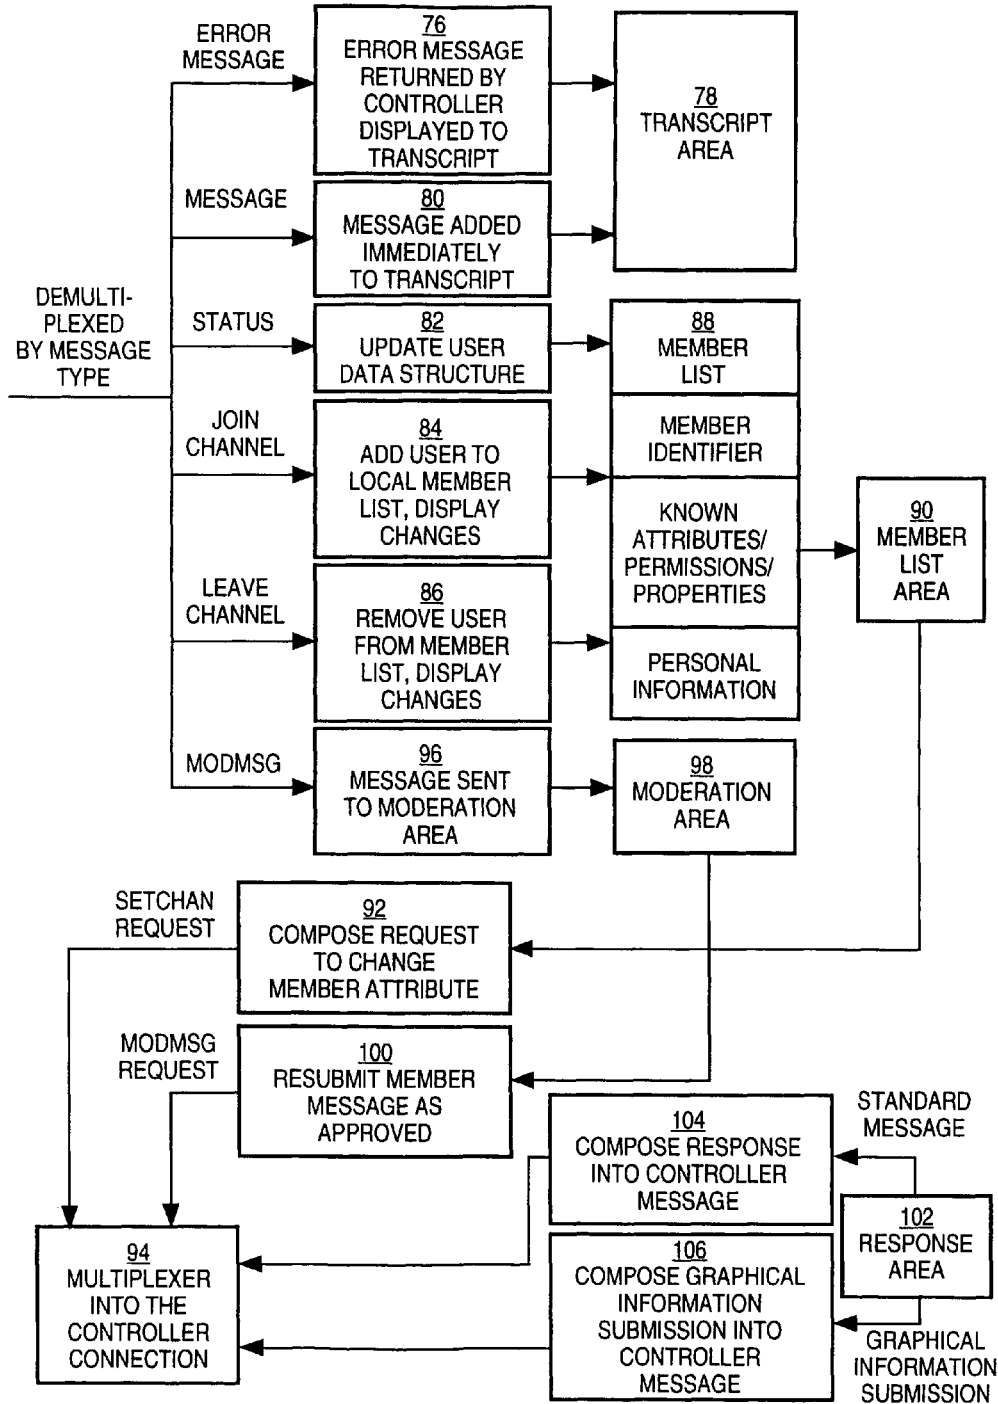 ERROR
MESSAGE
76
ERROR MESSAGE
RETURNED BY
CONTROLLER
DISPLAYED TO
TRANSCRIPT
78
TRANSCRIPT
AREA
MESSAGE
80
MESSAGE ADDED
IMMEDIATELY
TO TRANSCRIPT
DEMULTI-
PLEXED
BY MESSAGE
TYPE
STATUS
82
UPDATE USER
DATA STRUCTURE
88
MEMBER
LIST
MEMBER
IDENTIFIER
KNOWN
ATTRIBUTES/
PERMISSIONS/
PROPERTIES
PERSONAL
INFORMATION
JOIN
CHANNEL
84
ADD USER TO
LOCAL MEMBER
LIST, DISPLAY
CHANGES
90
MEMBER
LIST
AREA
LEAVE
CHANNEL
86
REMOVE USER
FROM MEMBER
LIST, DISPLAY
CHANGES
MODMSG
96
MESSAGE SENT
TO MODERATION
AREA
98
MODERATION
AREA
SETCHAN
REQUEST
92
COMPOSE REQUEST
TO CHANGE
MEMBER ATTRIBUTE
MODMSG
REQUEST
100
RESUBMIT MEMBER
MESSAGE AS
APPROVED
104
COMPOSE RESPONSE
INTO CONTROLLER
MESSAGE
STANDARD
MESSAGE
102
RESPONSE
AREA
94
MULTIPLEXER
INTO THE
CONTROLLER
CONNECTION
106
COMPOSE GRAPHICAL
INFORMATION
SUBMISSION INTO
CONTROLLER
MESSAGE
GRAPHICAL
INFORMATION
SUBMISSION